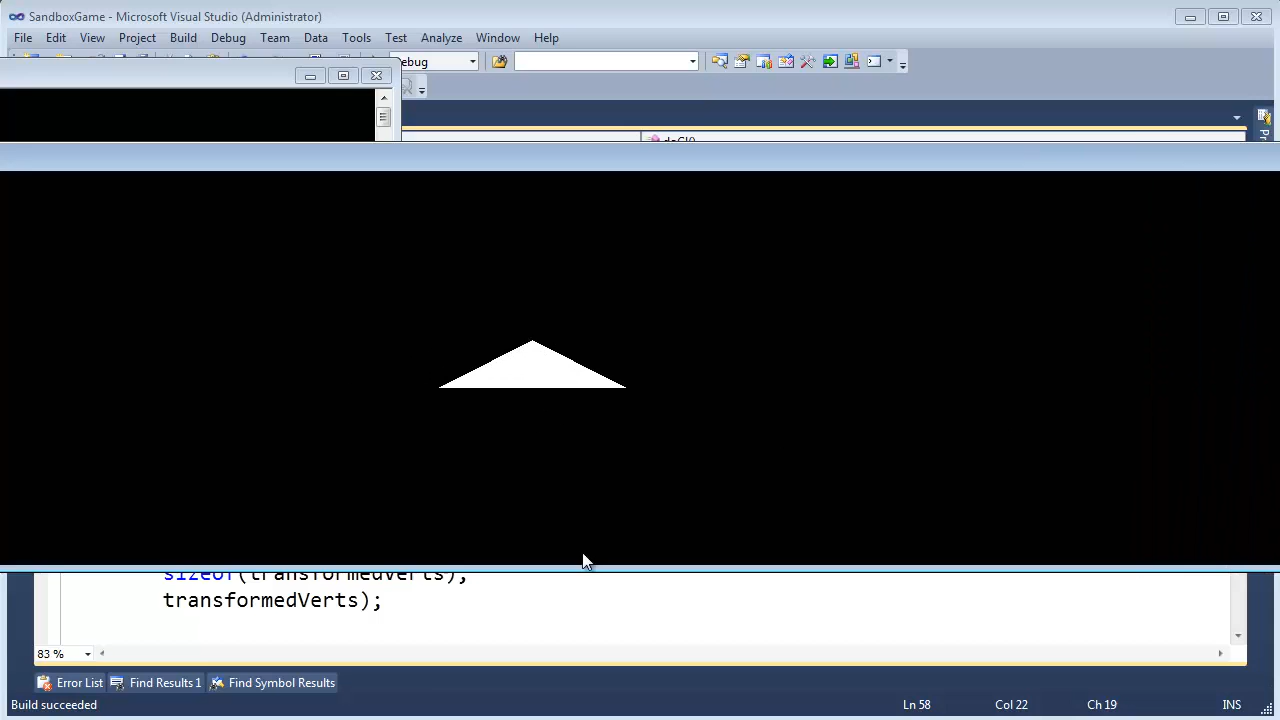 SandboxGame - Microsoft Visual Studio (Administrator)
File Edit View Project Build Debug Team Data Tools Test Analyze Window Help
ebug
doGl()
sizeof(transformedVerts),
transformedVerts);
83 %
Error List Find Results 1 Find Symbol Results
Build succeeded Ln 58 Col 22 Ch 19 INS